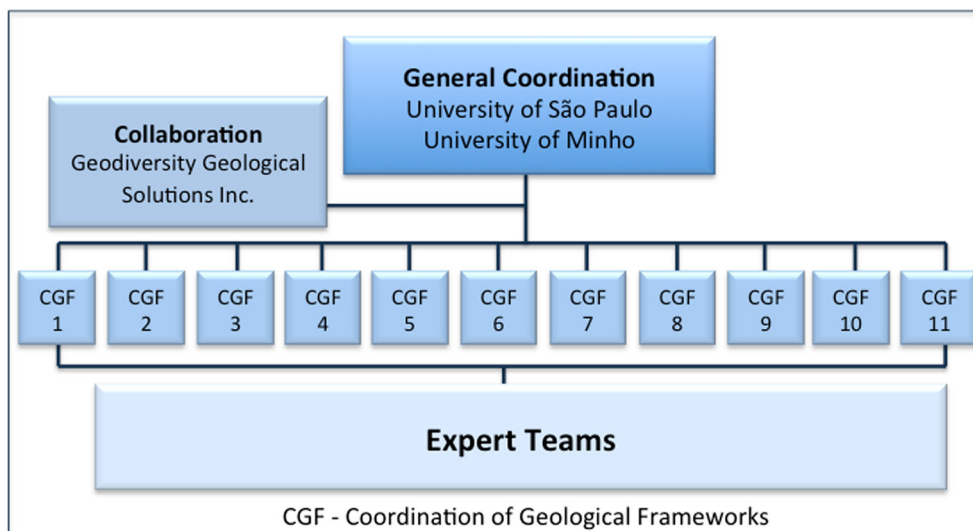 General Coordination
University of São Paulo
University of Minho
Collaboration
Geodiversity Geological
Solutions Inc.
CGF
1
CGF
2
CGF
3
CGF
4
CGF
5
CGF
6
CGF
7
CGF
8
CGF
9
CGF
10
CGF
11
Expert Teams
CGF - Coordination of Geological Frameworks